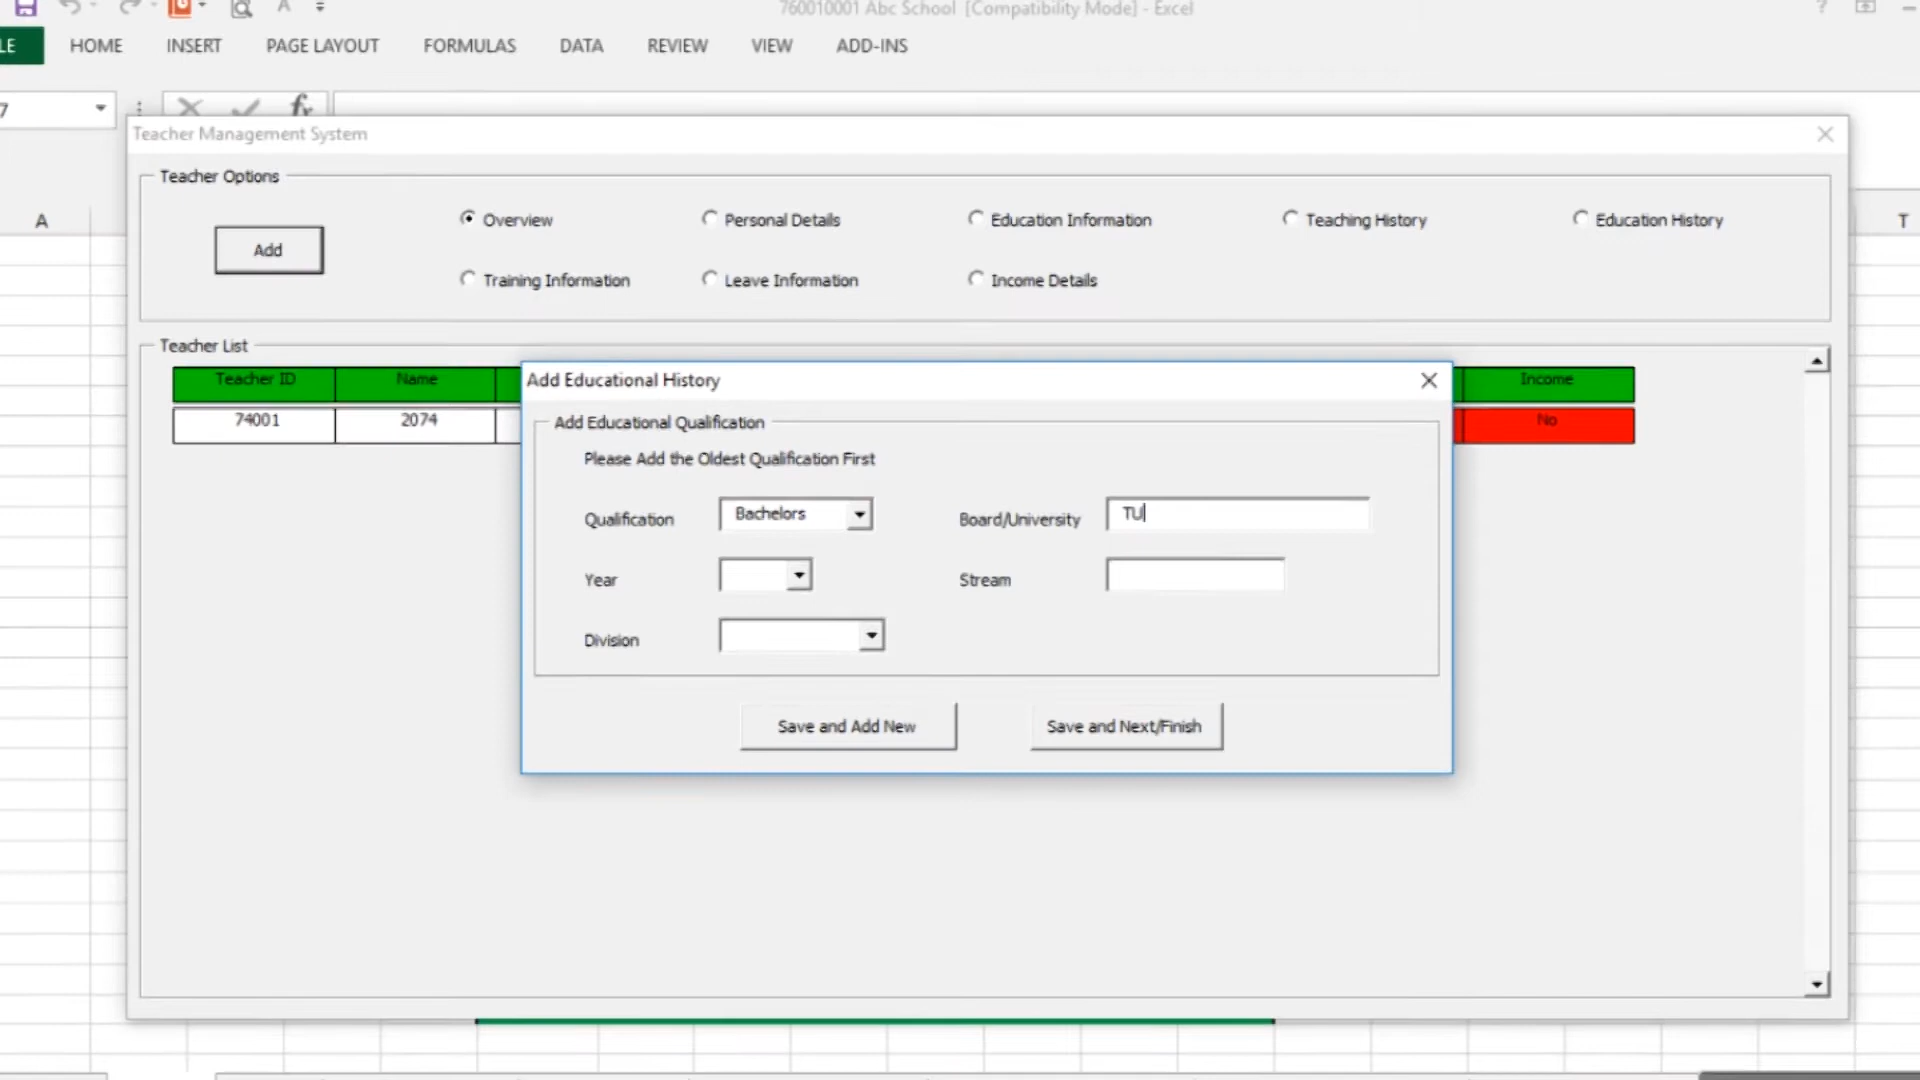 760010001 Abc School [Compatibility Mode] - Excel
LE HOME INSERT PAGE LAYOUT FORMULAS DATA REVIEW VIEW ADD-INS
7 fx
Teacher Management System
A T
Teacher Options
Add Overview Personal Details Education Information Teaching History Education History
Training Information Leave Information Income Details
Teacher List
Teacher ID Name Income
74001 2074 No
Add Educational History
Add Educational Qualification
Please Add the Oldest Qualification First
Qualification Bachelors Board/University TU
Year Stream
Division
Save and Add New Save and Next/Finish